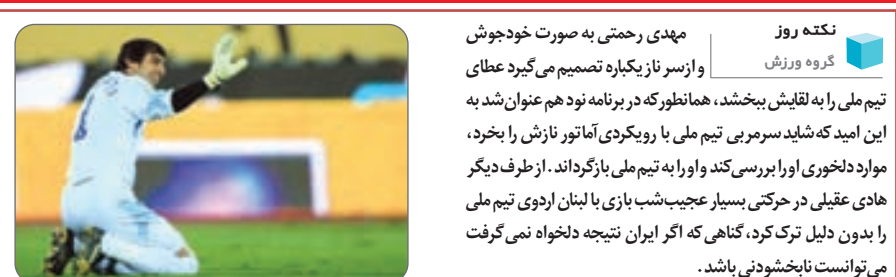 نکته روز
گروه ورزش
مهدی رحمتی به صورت خودجوش
و ازسر ناز یکباره تصمیم می‌گیرد عطای
تیم ملی را به لقایش ببخشد، همانطور که در برنامه نود هم عنوان شد به
این امید که شاید سرمربی تیم ملی با رویکردی آماتور نازش را بخرد،
موارد دلخوری او را بررسی کند و او را به تیم ملی بازگرداند. از طرف دیگر
هادی عقیلی در حرکتی بسیار عجیب شب بازی با لبنان اردوی تیم ملی
را بدون دلیل ترک کرد، گناهی که اگر ایران نتیجه دلخواه نمی‌گرفت
می‌توانست نابخشودنی باشد.